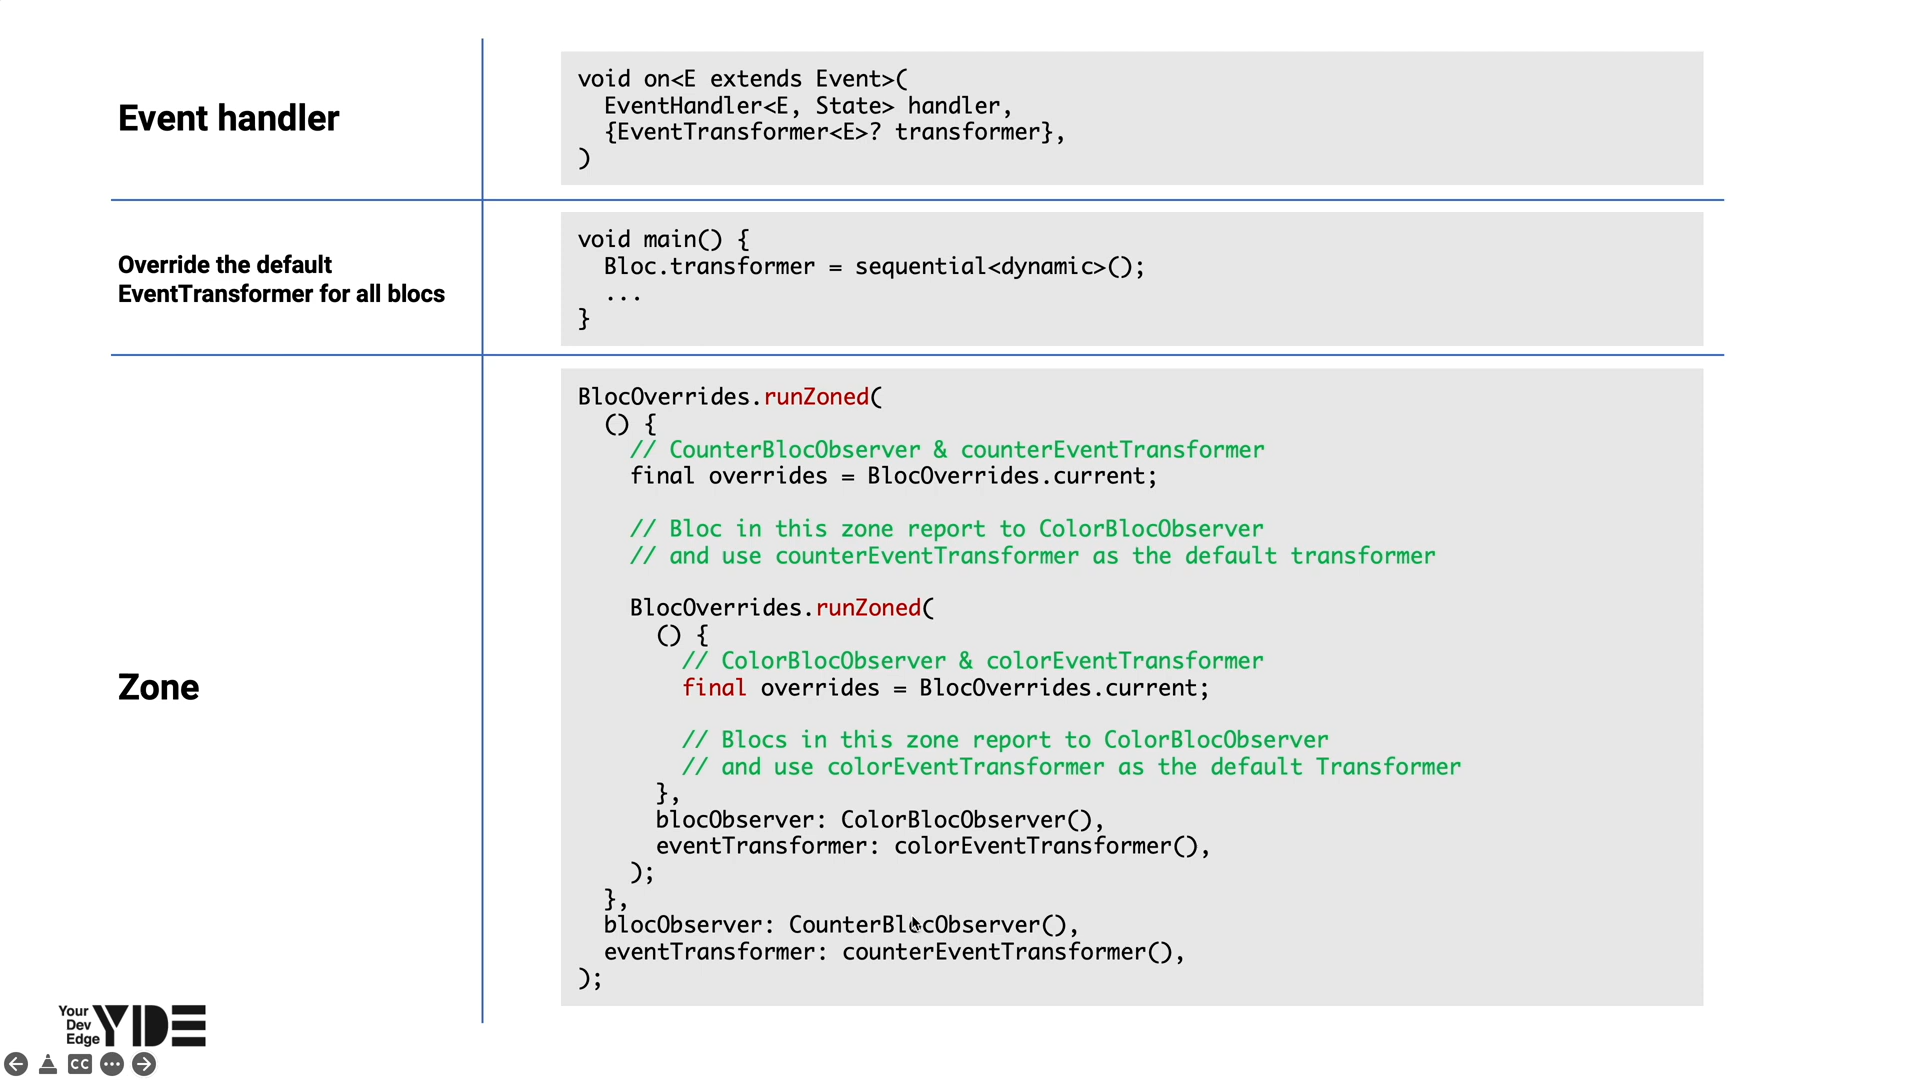 Event handler
void on<E extends Event>(
  EventHandler<E, State> handler,
  {EventTransformer<E>? transformer},
)
Override the default
EventTransformer for all blocs
void main() {
  Bloc.transformer = sequential<dynamic>();
  ...
}
Zone
BlocOverrides.runZoned(
  () {
    // CounterBlocObserver & counterEventTransformer
    final overrides = BlocOverrides.current;
    // Bloc in this zone report to ColorBlocObserver
    // and use counterEventTransformer as the default transformer
    BlocOverrides.runZoned(
      () {
        // ColorBlocObserver & colorEventTransformer
        final overrides = BlocOverrides.current;
        // Blocs in this zone report to ColorBlocObserver
        // and use colorEventTransformer as the default Transformer
      },
      blocObserver: ColorBlocObserver(),
      eventTransformer: colorEventTransformer(),
    );
  },
  blocObserver: CounterBlocObserver(),
  eventTransformer: counterEventTransformer(),
);
Your
Dev
Edge
YIDE
CC